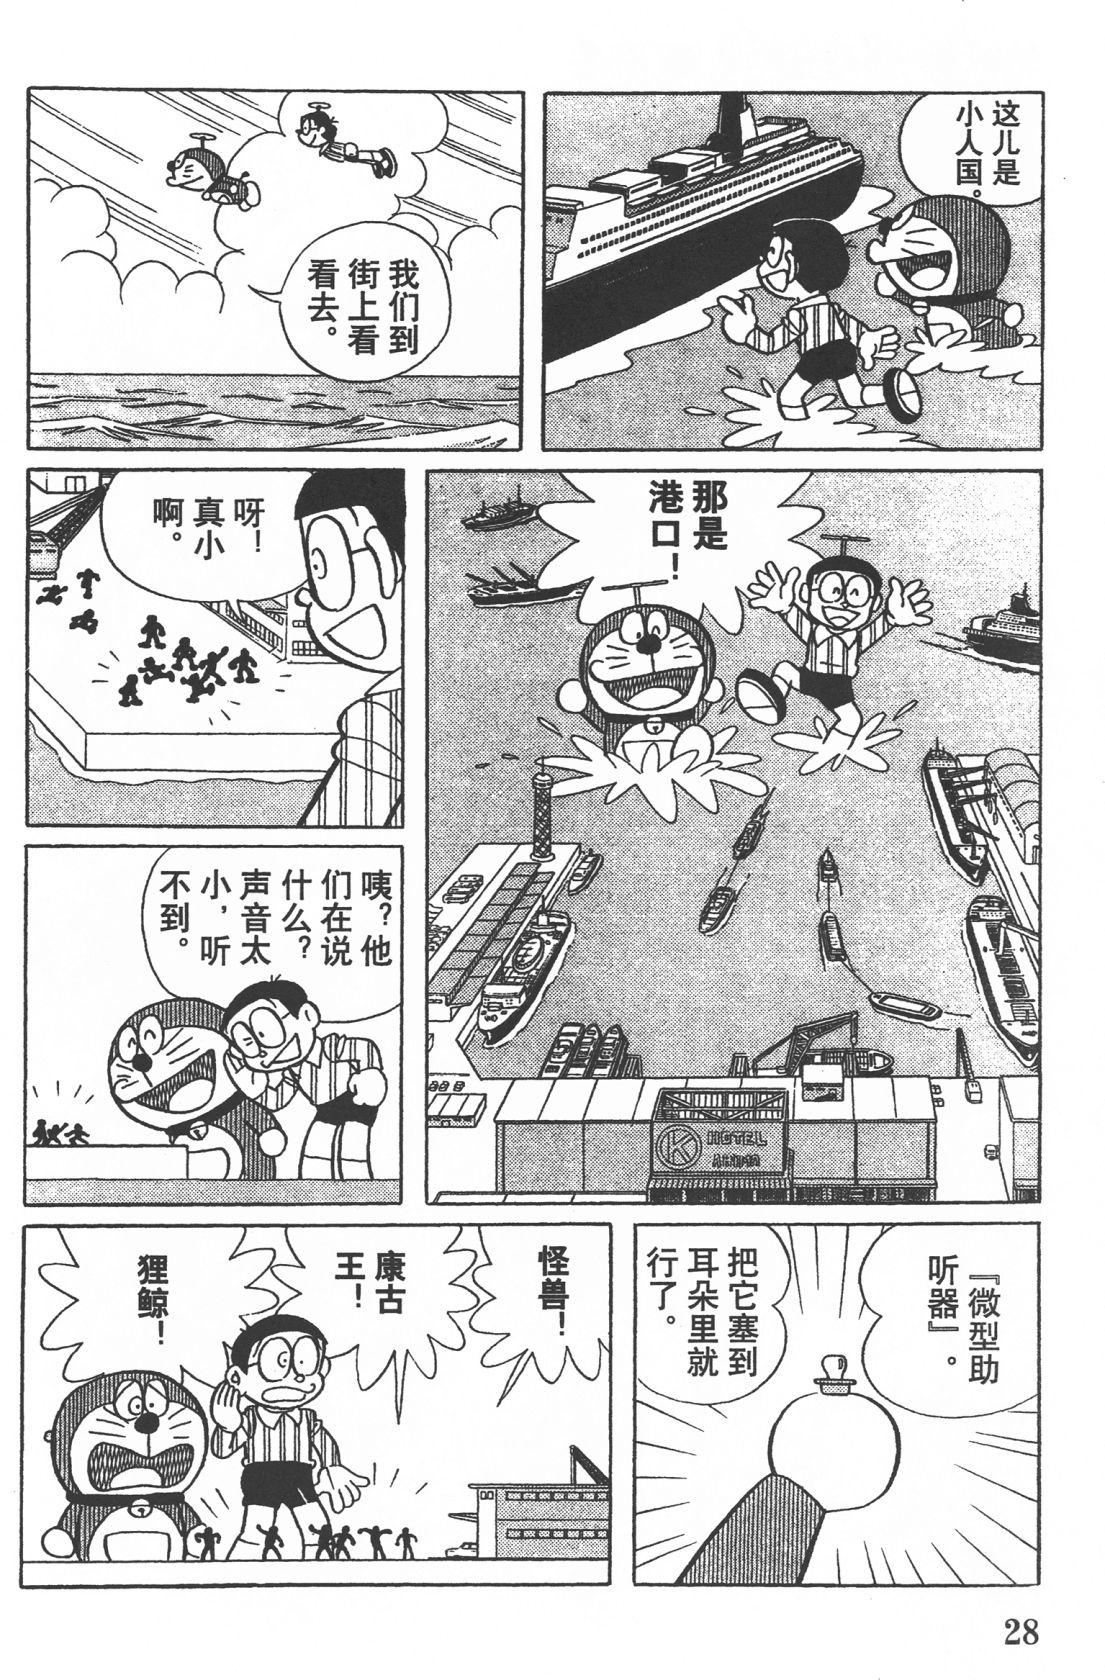 这儿是
小人国。
我们到
街上看
看去。
那是
港口！
HOTEL
呀！
真小
啊。
咦？他
们在说
什么？
声音太
小，听
不到。
『微型助
听器』。
把它塞到
耳朵里就
行了。
怪兽！
康古
王！
狸鲸！
28